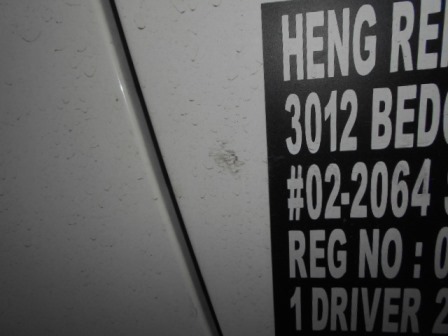 HENG
3012
#02-2064
REG NO :
1 DRIVER